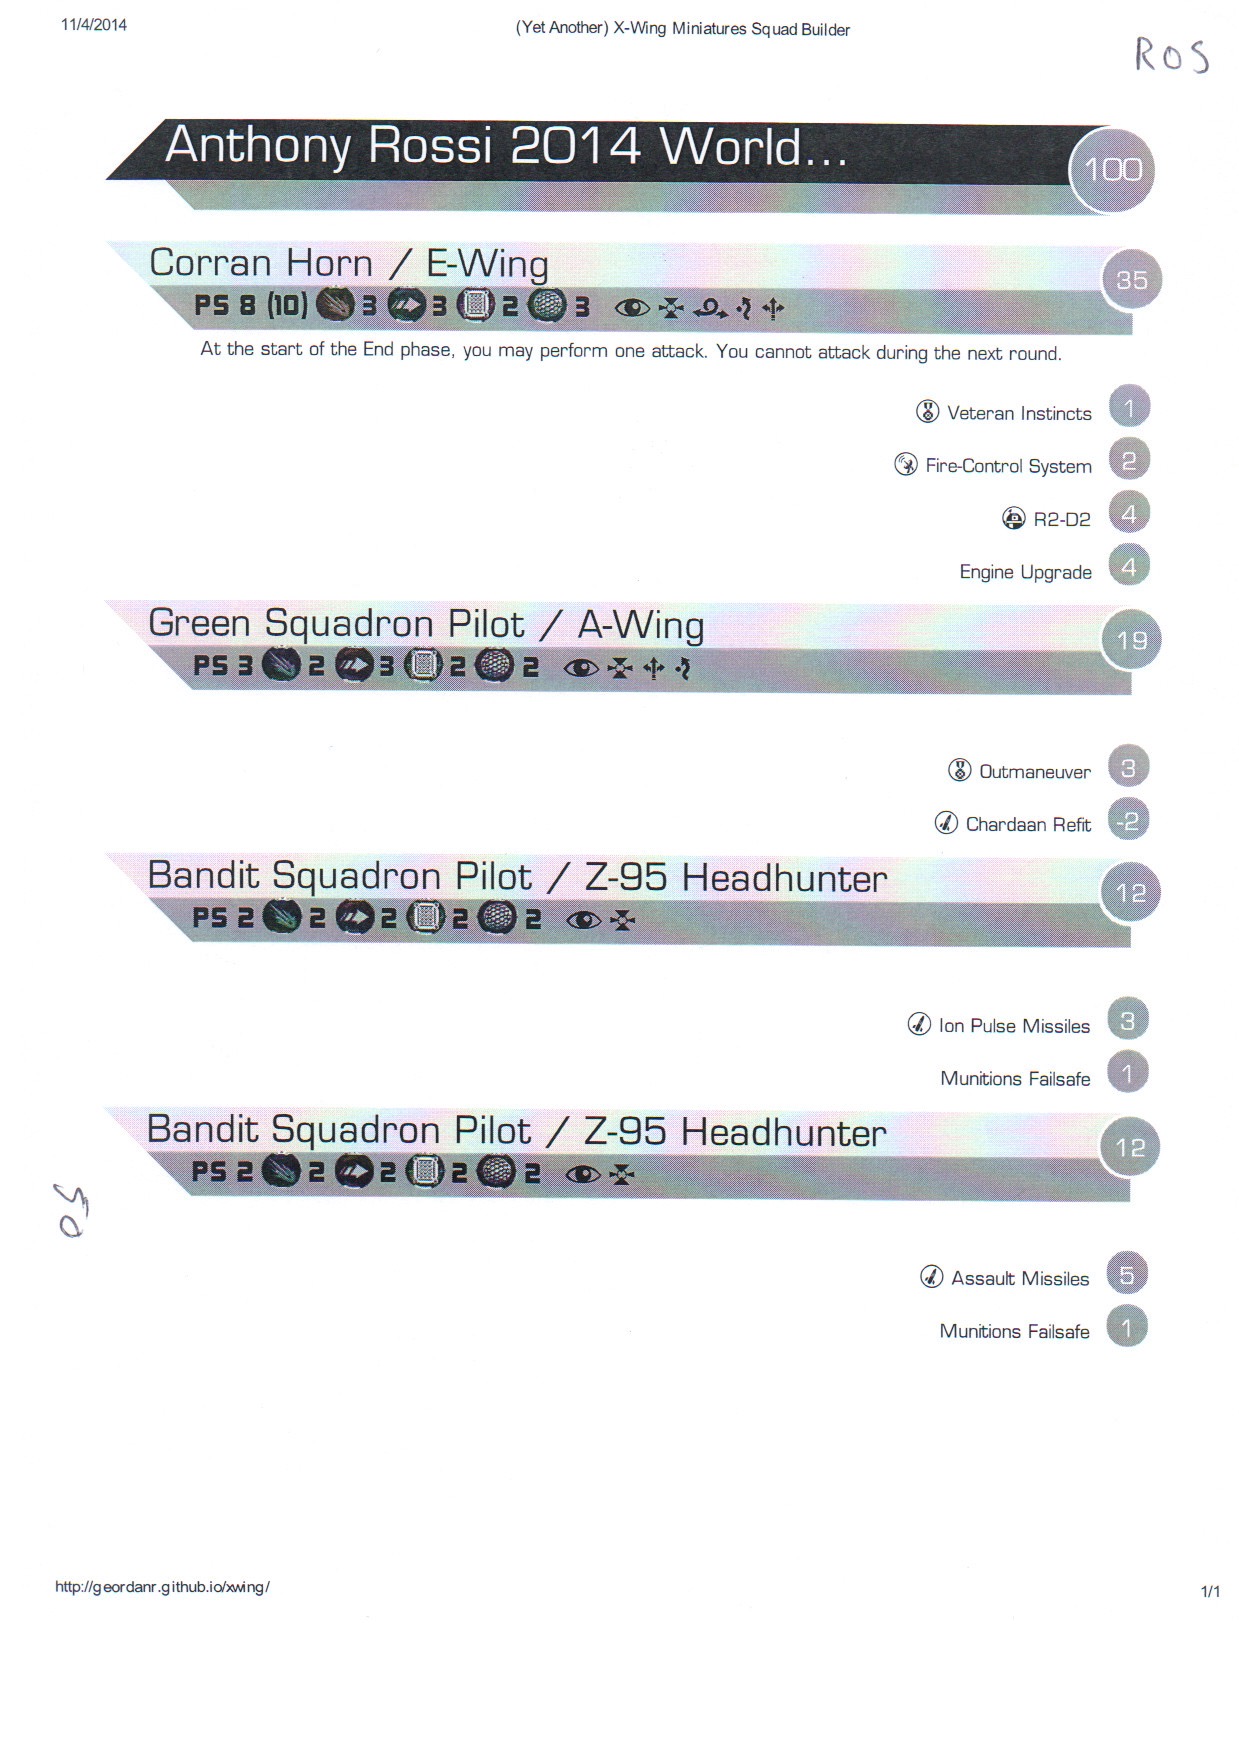 11/4/2014
(Yet Another) X-Wing Miniatures Squad Builder
ROS
Anthony Rossi 2014 World...
100
Corran Horn / E-Wing
35
PS 8 (10) 3 3 2 3
At the start of the End phase, you may perform one attack. You cannot attack during the next round.
Veteran Instincts 1
Fire-Control System 2
R2-D2 4
Engine Upgrade 4
Green Squadron Pilot / A-Wing
19
PS 3 2 3 2 2
Outmaneuver 3
Chardaan Refit -2
Bandit Squadron Pilot / Z-95 Headhunter
12
PS 2 2 2 2 2
Ion Pulse Missiles 3
Munitions Failsafe 1
Bandit Squadron Pilot / Z-95 Headhunter
12
PS 2 2 2 2 2
Assault Missiles 5
Munitions Failsafe 1
http://geordanr.github.io/xwing/
1/1